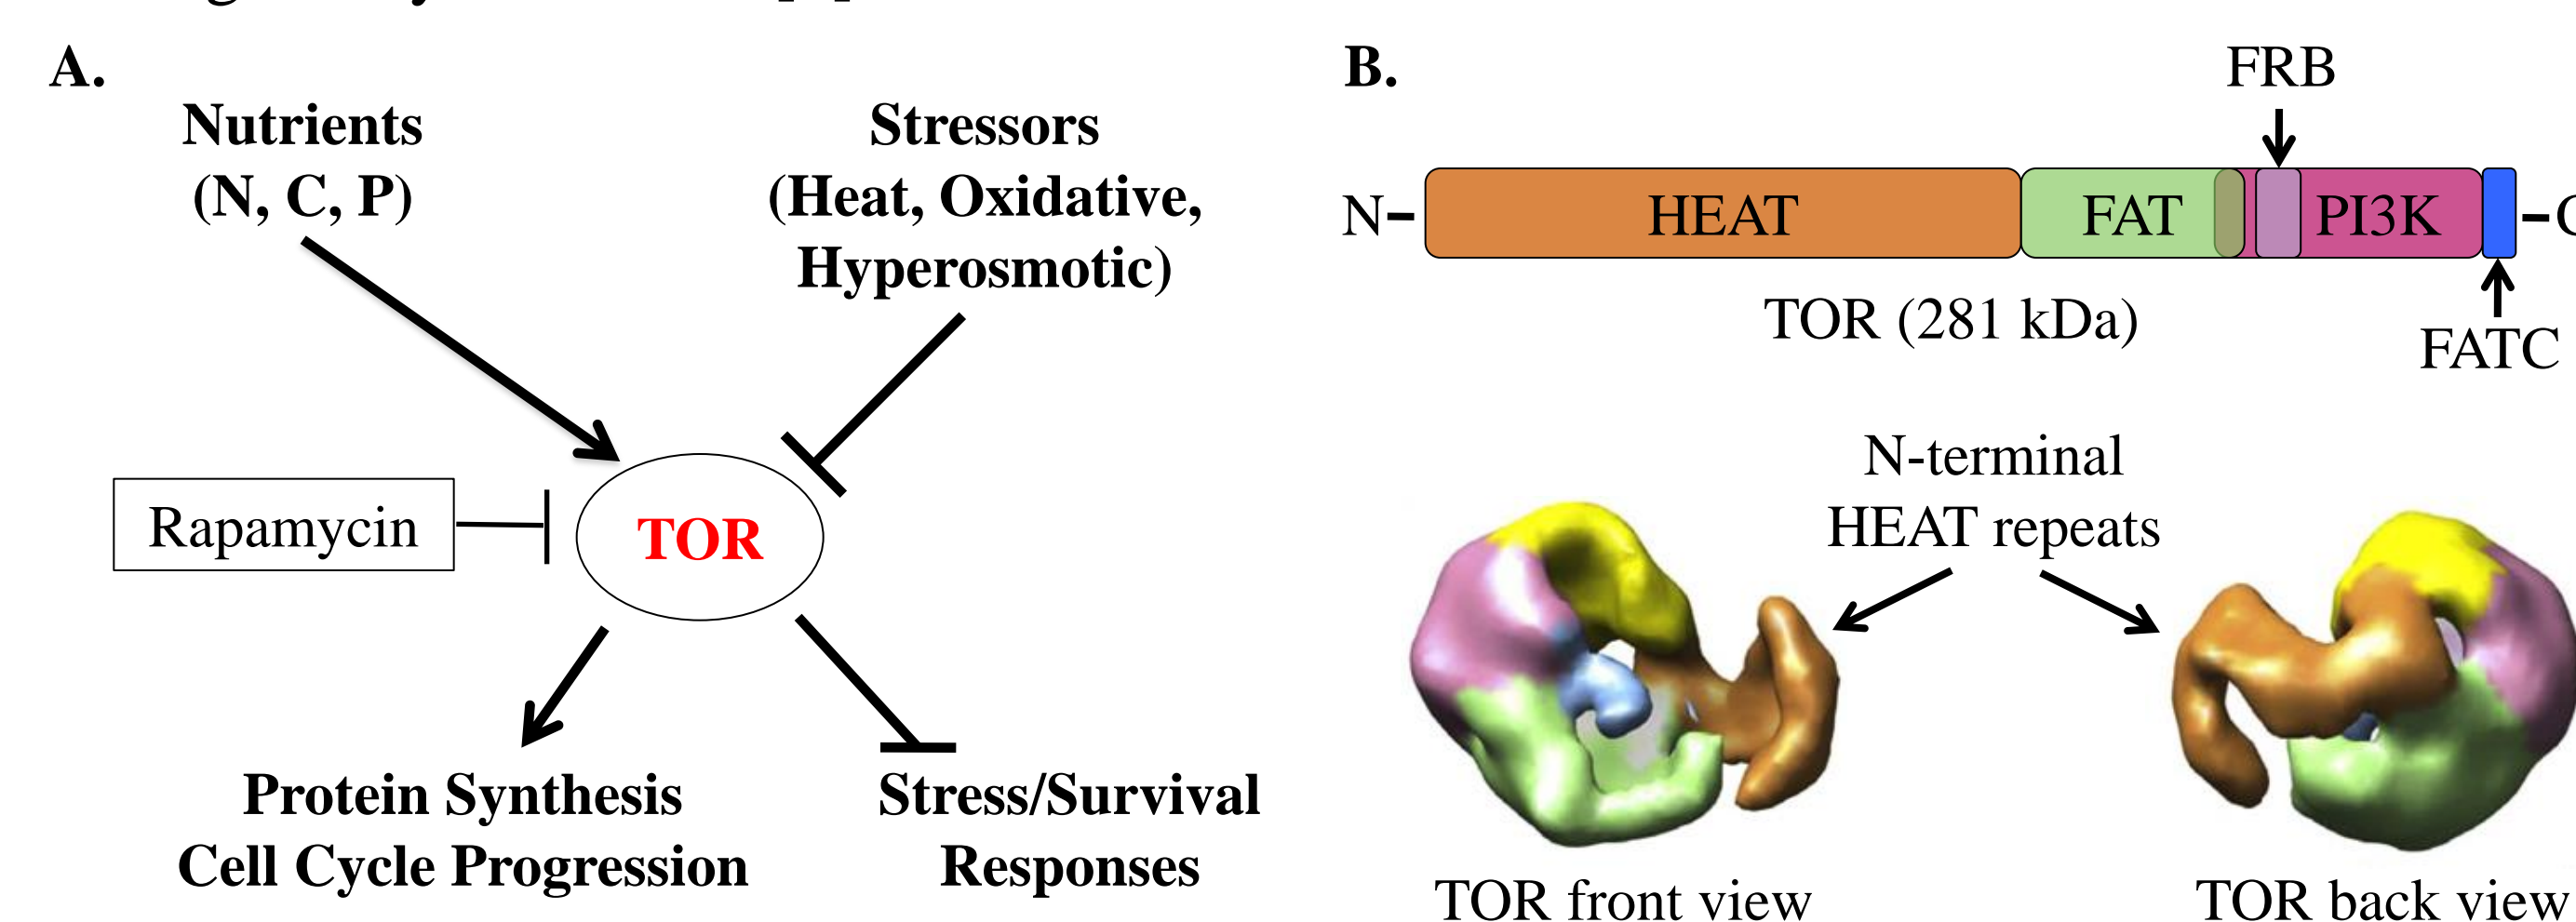 A.
Nutrients
(N, C, P)
Stressors
(Heat, Oxidative,
Hyperosmotic)
Rapamycin
TOR
Protein Synthesis
Cell Cycle Progression
Stress/Survival
Responses
B.
FRB
N-
HEAT
FAT
PI3K
-C
TOR (281 kDa)
FATC
N-terminal
HEAT repeats
TOR front view
TOR back view